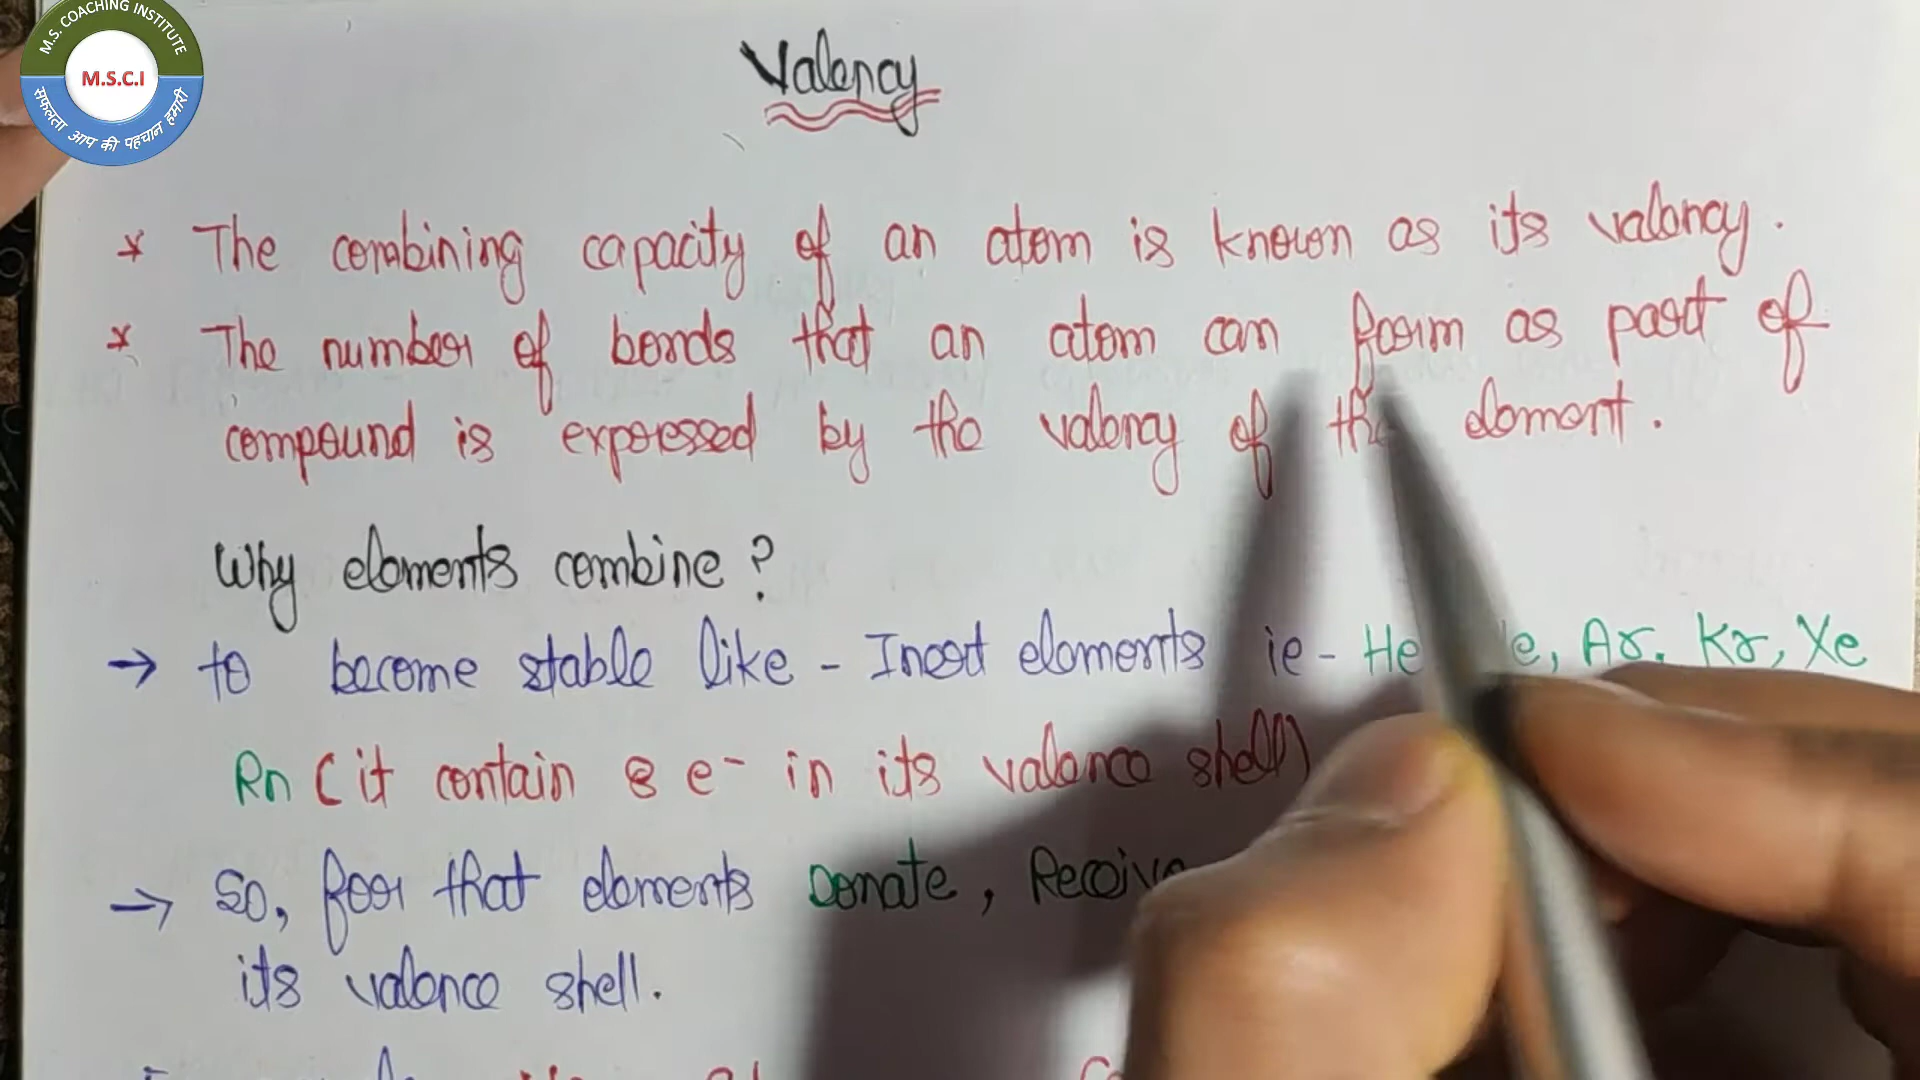 M.S. COACHING INSTITUTE
M.S.C.I
सफलता आप की पहचान हमारी
Valency
* The combining capacity of an atom is known as its valency.
* The number of bonds that an atom can form as part of
compound is expressed by the valency of the element.
Why elements combine ?
→ to become stable like - Inert elements ie - He, Ar, Kr, Xe
Rn ( it contain 8 e⁻ in its valence shell)
→ So, for that elements Donate, Receive
its valence shell.